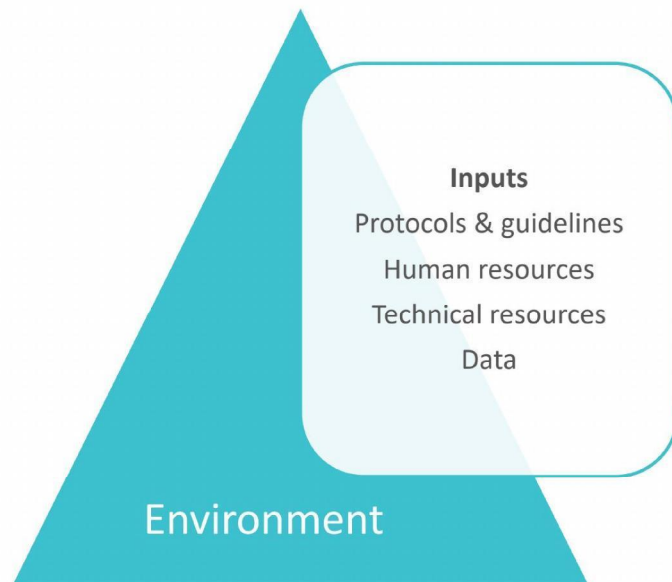 Inputs
Protocols & guidelines
Human resources
Technical resources
Data
Environment